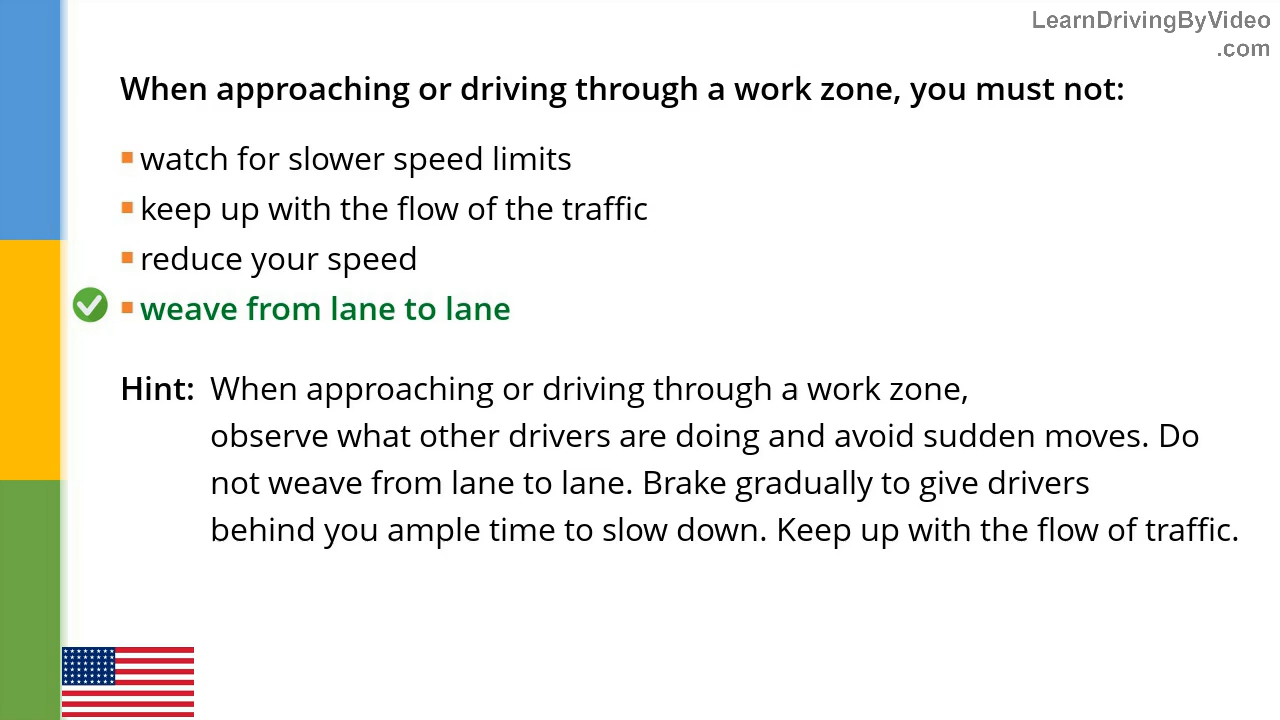 LearnDrivingByVideo
.com
When approaching or driving through a work zone, you must not:
watch for slower speed limits
keep up with the flow of the traffic
reduce your speed
weave from lane to lane
Hint: When approaching or driving through a work zone,
observe what other drivers are doing and avoid sudden moves. Do
not weave from lane to lane. Brake gradually to give drivers
behind you ample time to slow down. Keep up with the flow of traffic.